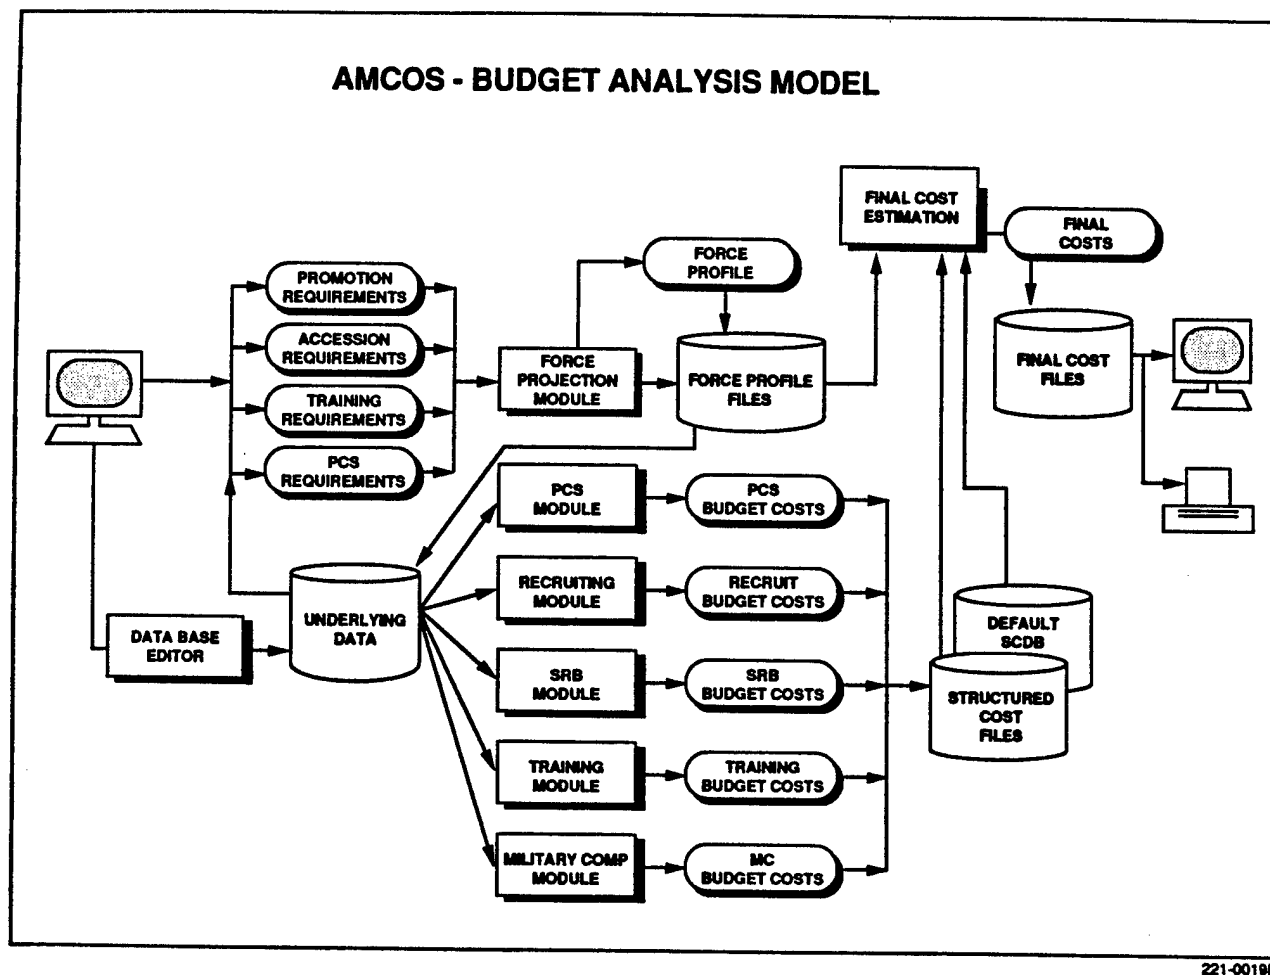 AMCOS - BUDGET ANALYSIS MODEL
FINAL COST
ESTIMATION
FINAL
COSTS
FORCE
PROFILE
PROMOTION
REQUIREMENTS
ACCESSION
REQUIREMENTS
FORCE
PROJECTION
MODULE
FORCE PROFILE
FILES
FINAL COST
FILES
TRAINING
REQUIREMENTS
PCS
REQUIREMENTS
PCS
MODULE
PCS
BUDGET COSTS
RECRUITING
MODULE
RECRUIT
BUDGET COSTS
UNDERLYING
DATA
DATA BASE
EDITOR
DEFAULT
SCDB
SRB
MODULE
SRB
BUDGET COSTS
STRUCTURED
COST
FILES
TRAINING
MODULE
TRAINING
BUDGET COSTS
MILITARY COMP
MODULE
MC
BUDGET COSTS